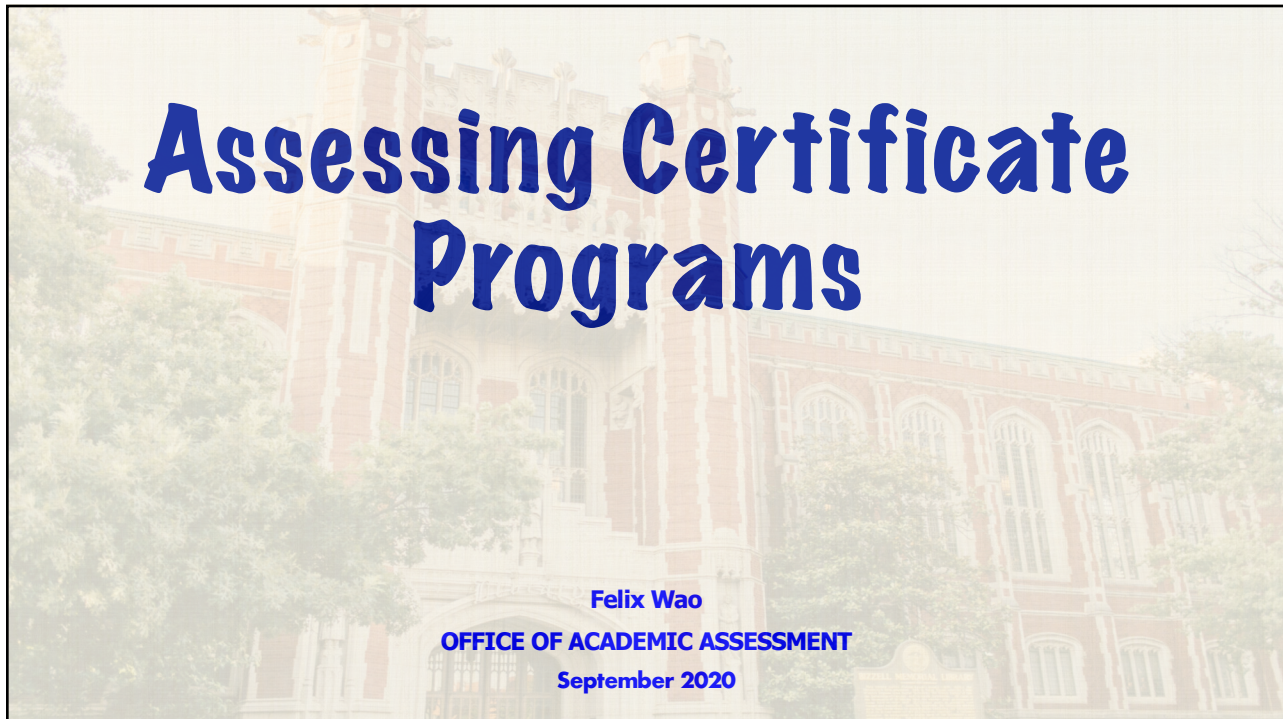 Assessing Certificate
Programs
Felix Wao
OFFICE OF ACADEMIC ASSESSMENT
September 2020